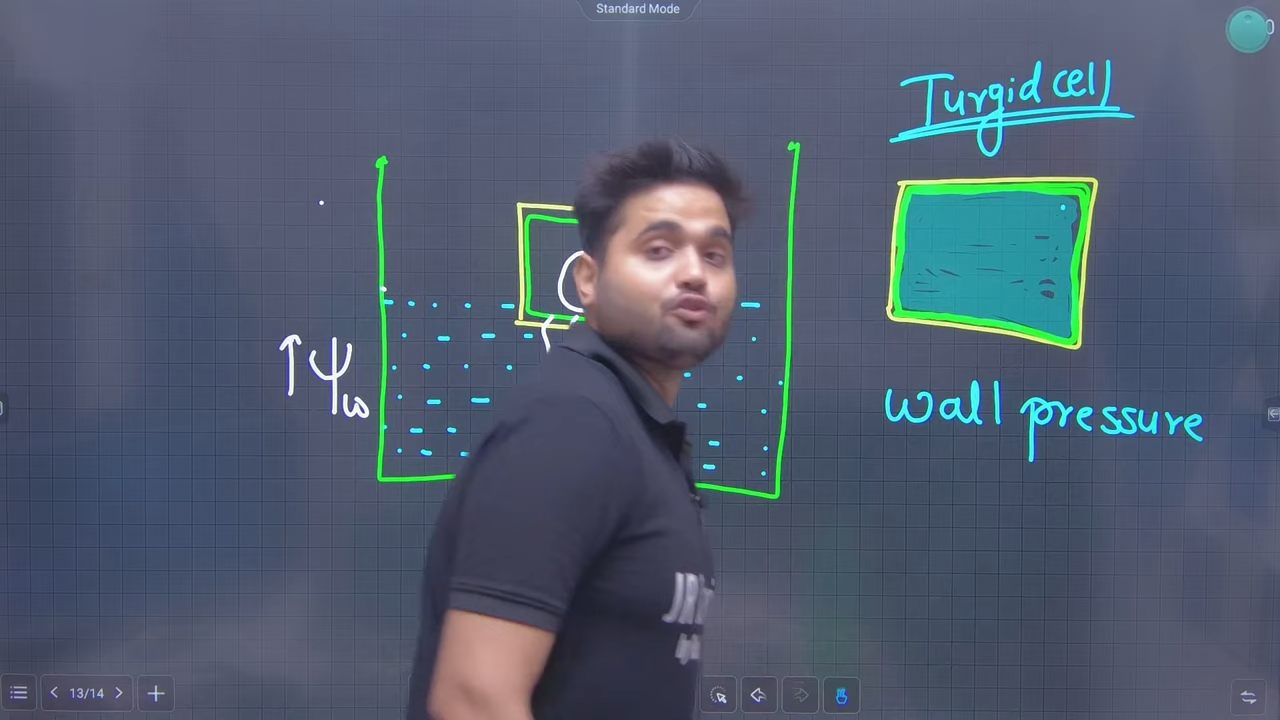 Standard Mode
Turgid cell
↑ Ψw
wall pressure
13/14